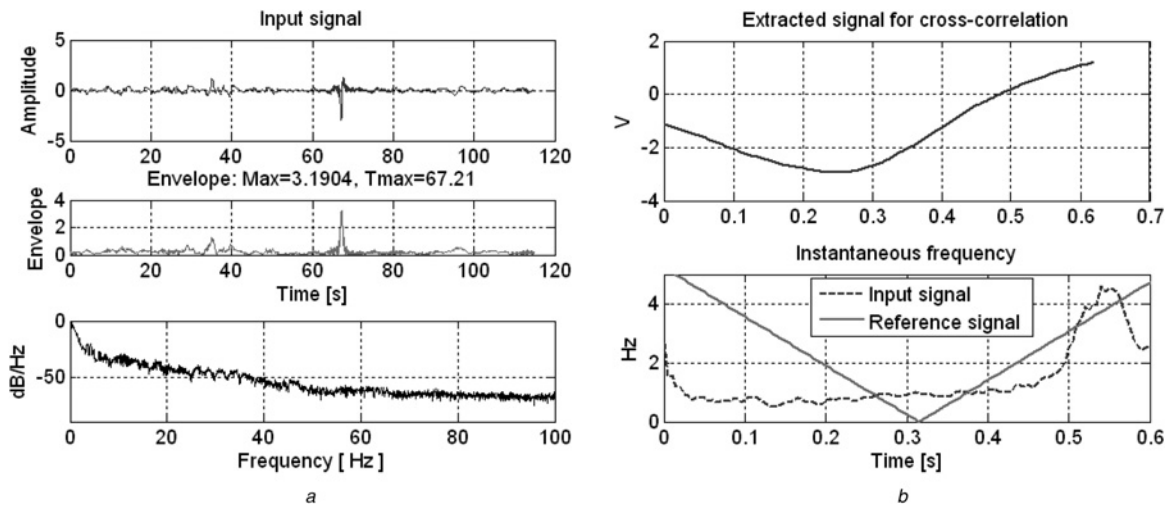 Input signal
5
0
-5
Amplitude
0 20 40 60 80 100 120
Envelope: Max=3.1904, Tmax=67.21
4
2
0
Envelope
0 20 40 60 80 100 120
Time [s]
0
-50
dB/Hz
0 20 40 60 80 100
Frequency [ Hz ]
a
Extracted signal for cross-correlation
2
0
-2
-4
V
0 0.1 0.2 0.3 0.4 0.5 0.6 0.7
Instantaneous frequency
4
2
0
Hz
Input signal
Reference signal
0 0.1 0.2 0.3 0.4 0.5 0.6
Time [s]
b